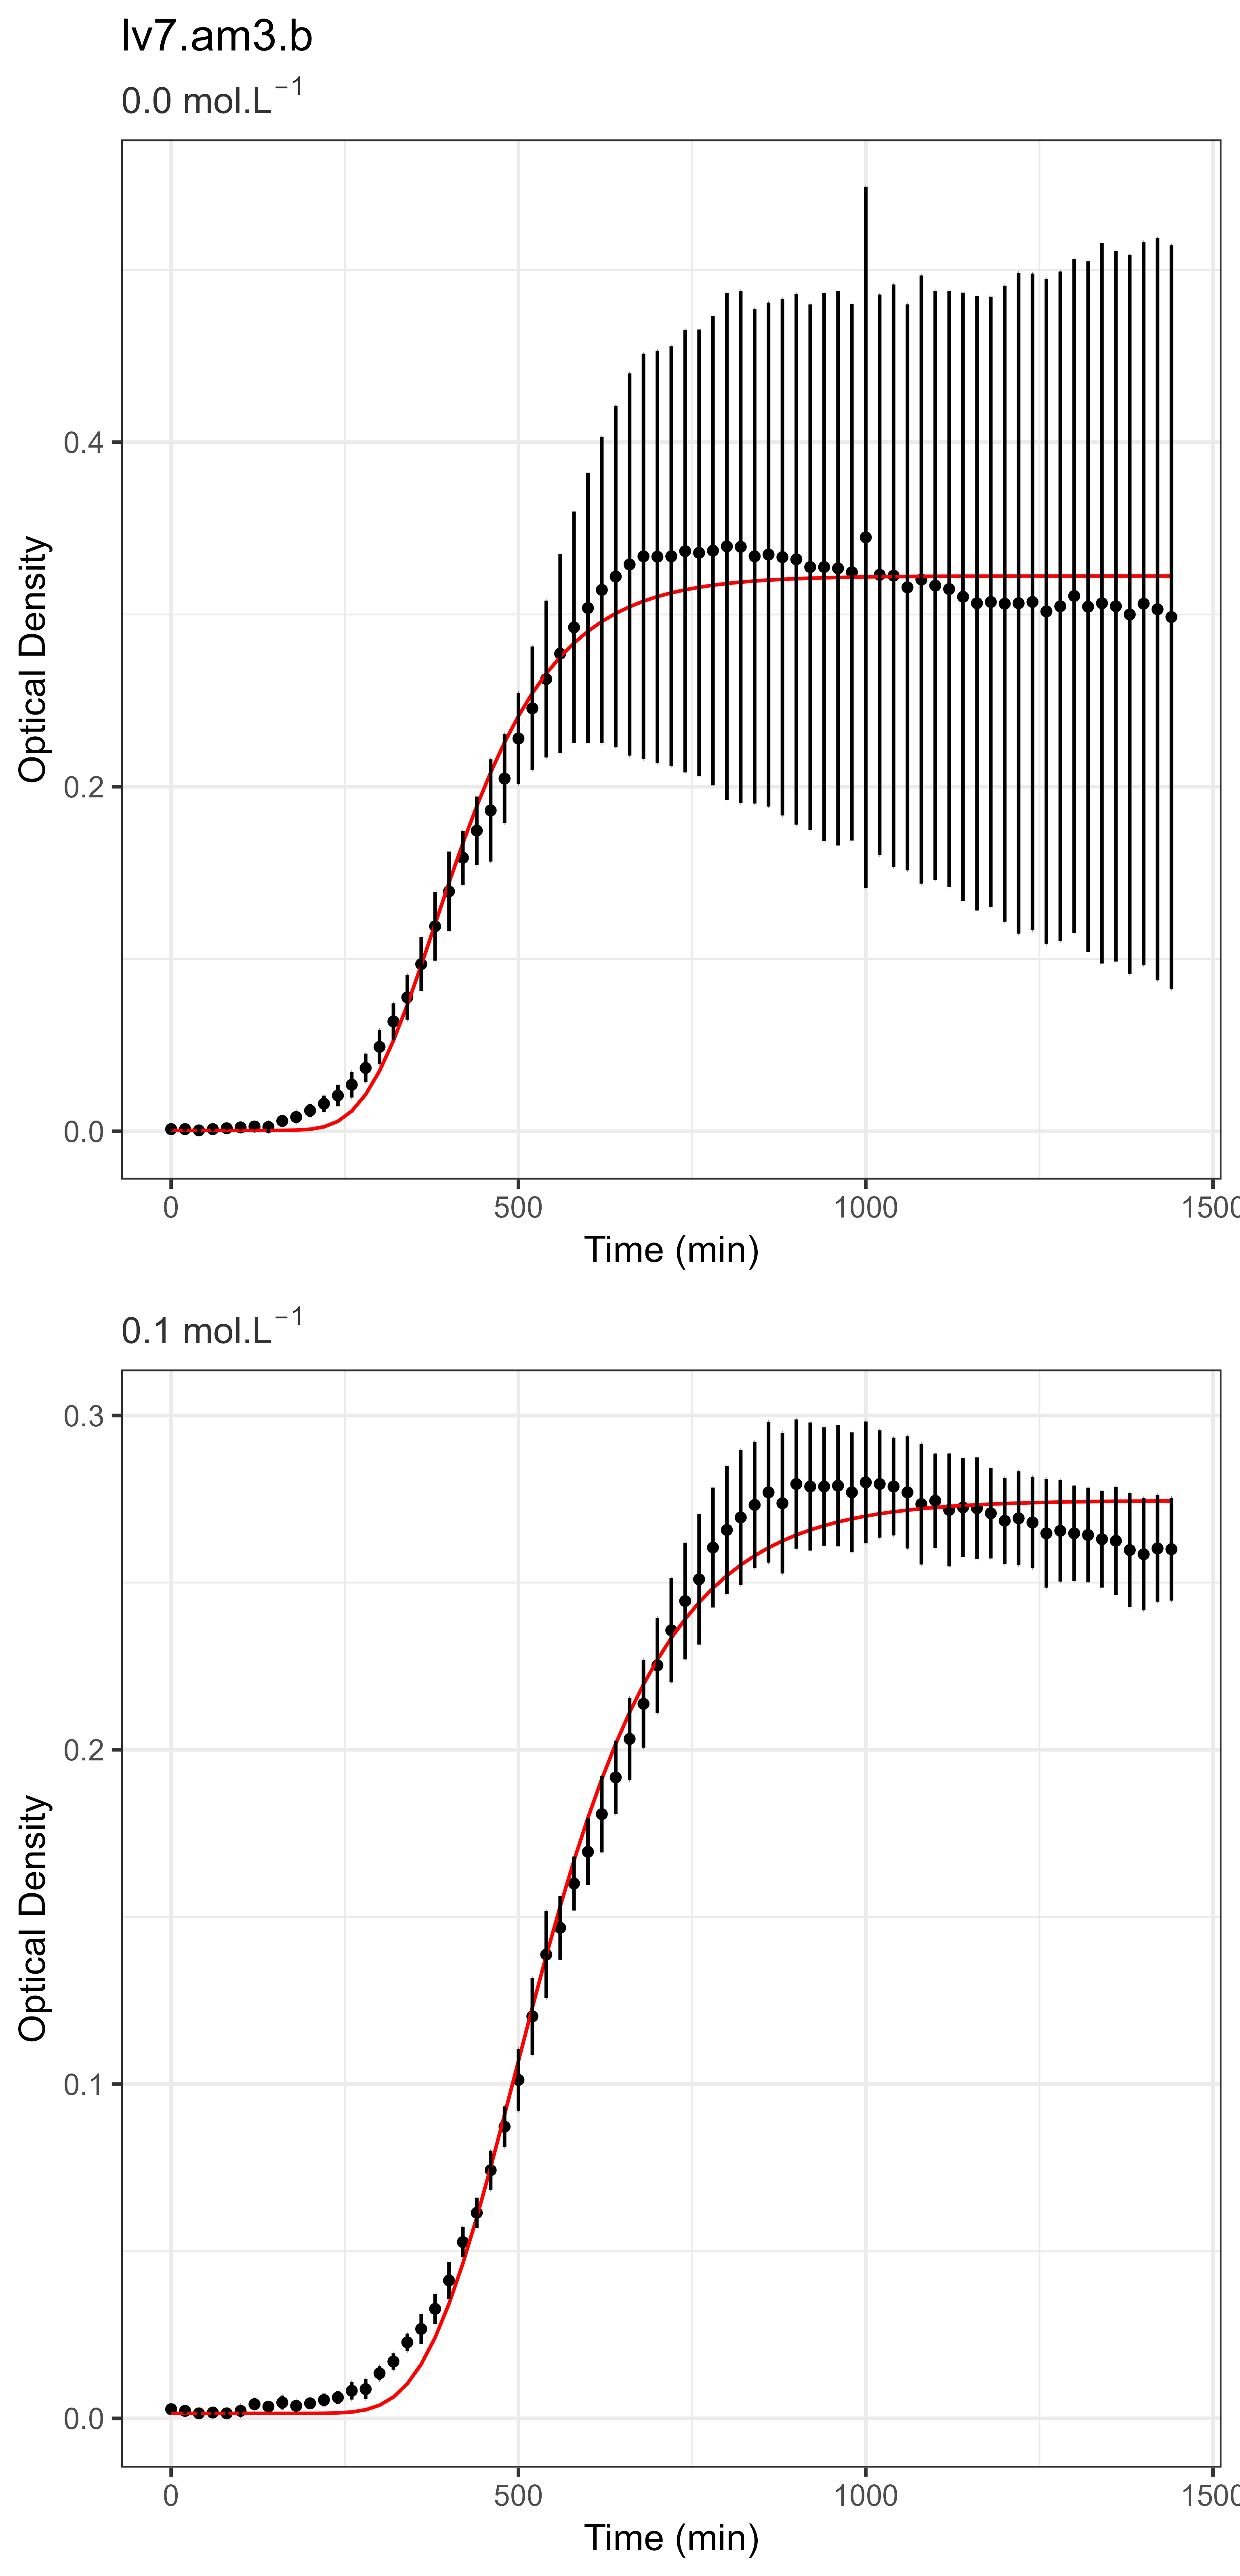 lv7.am3.b
0.0 mol.L⁻¹
0.4
0.2
0.0
Optical Density
0 500 1000 1500
Time (min)
0.1 mol.L⁻¹
0.3
0.2
0.1
0.0
Optical Density
0 500 1000 1500
Time (min)